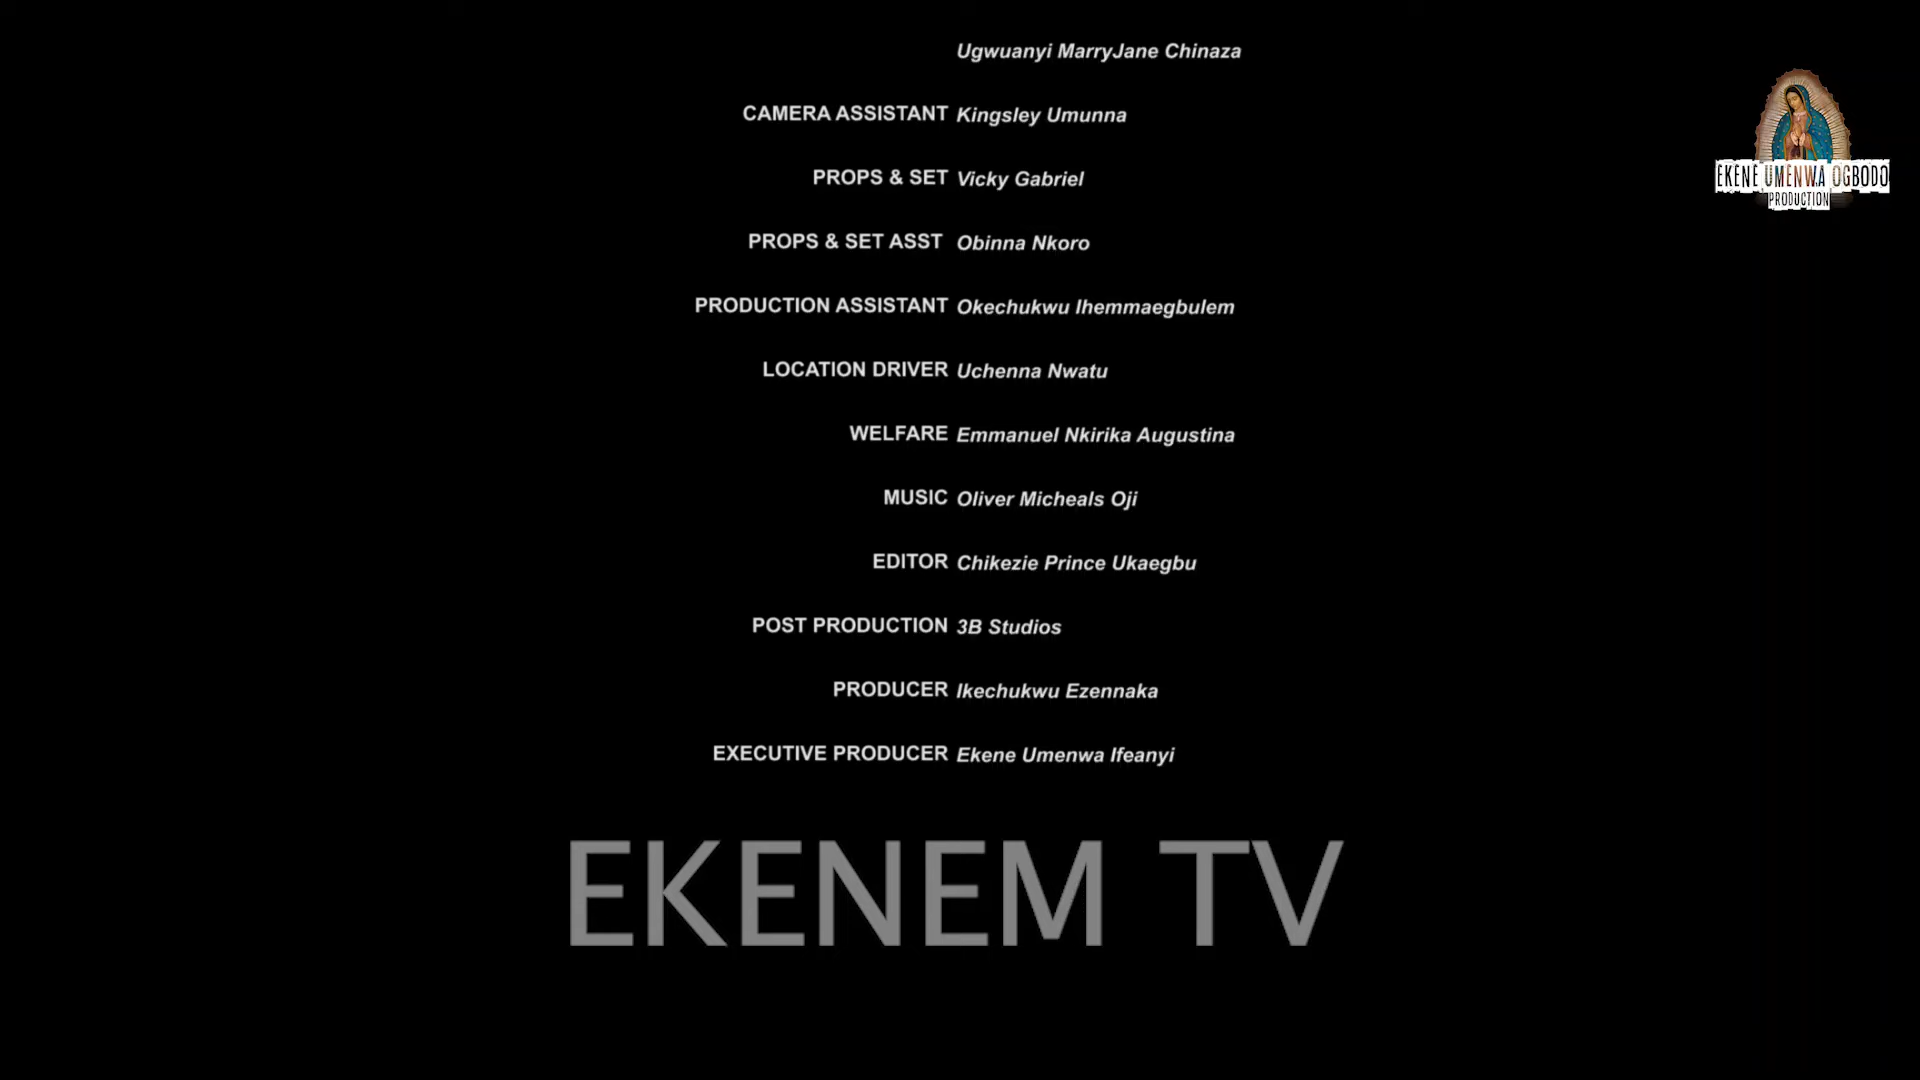 Ugwuanyi MarryJane Chinaza
CAMERA ASSISTANT Kingsley Umunna
PROPS & SET Vicky Gabriel
PROPS & SET ASST Obinna Nkoro
PRODUCTION ASSISTANT Okechukwu Ihemmaegbulem
LOCATION DRIVER Uchenna Nwatu
WELFARE Emmanuel Nkirika Augustina
MUSIC Oliver Micheals Oji
EDITOR Chikezie Prince Ukaegbu
POST PRODUCTION 3B Studios
PRODUCER Ikechukwu Ezennaka
EXECUTIVE PRODUCER Ekene Umenwa Ifeanyi
EKENEM TV
EKENE UMENWA OGBODO
PRODUCTION